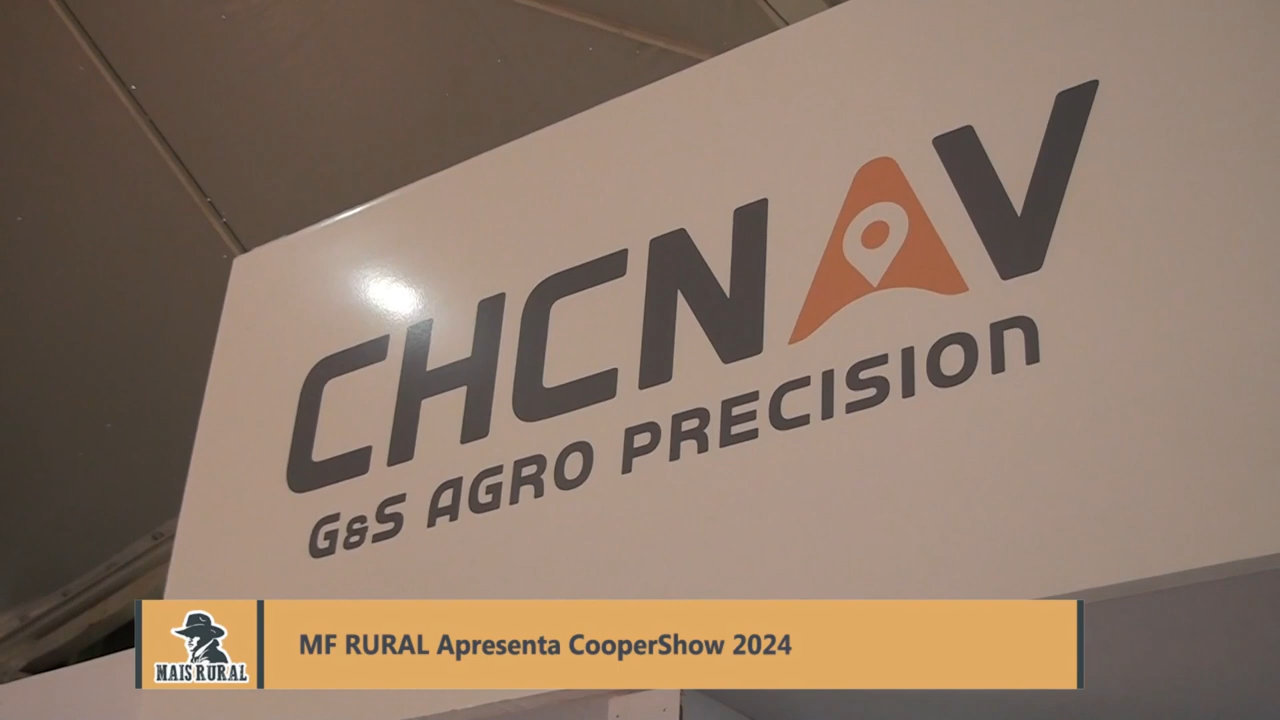 CHCNAV
G&S AGRO PRECISION
MF RURAL Apresenta CooperShow 2024
MAIS RURAL